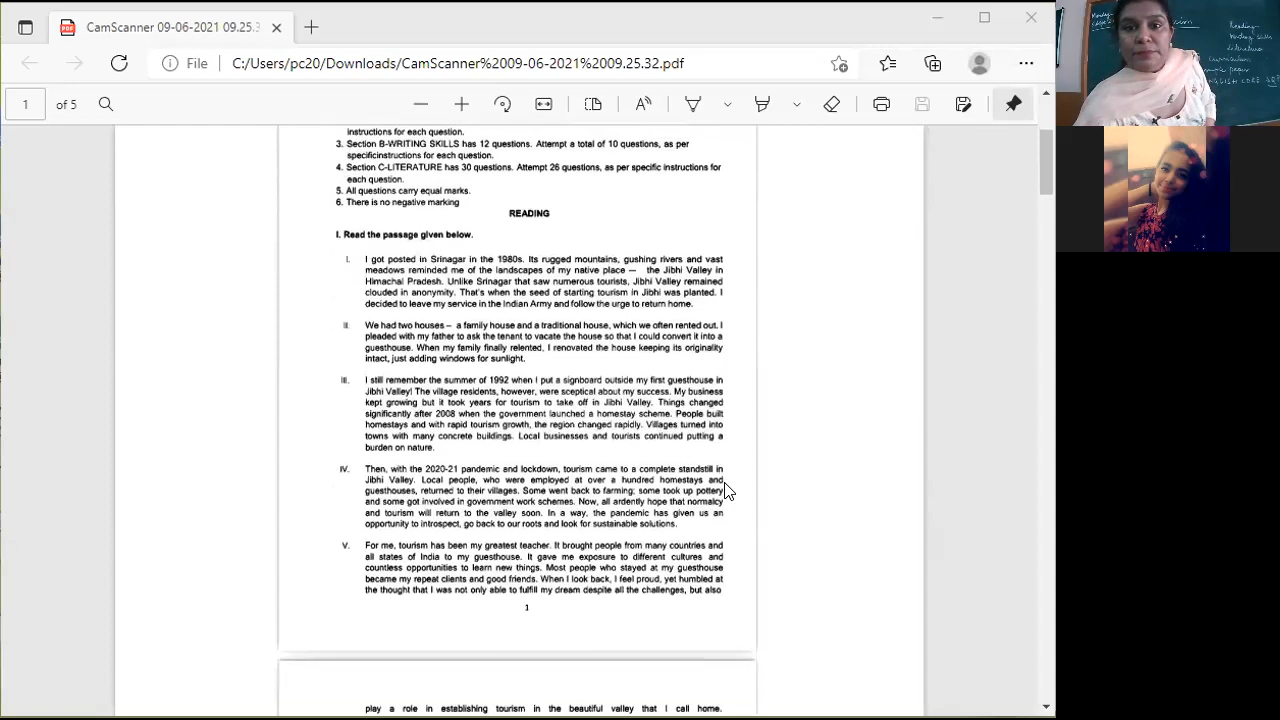 CamScanner 09-06-2021 09.25.3
File
C:/Users/pc20/Downloads/CamScanner%2009-06-2021%2009.25.32.pdf
1 of 5
instructions for each question.
3. Section B-WRITING SKILLS has 12 questions. Attempt a total of 10 questions, as per
specificinstructions for each question.
4. Section C-LITERATURE has 30 questions. Attempt 26 questions, as per specific instructions for
each question.
5. All questions carry equal marks.
6. There is no negative marking
READING
I. Read the passage given below.
I. I got posted in Srinagar in the 1980s. Its rugged mountains, gushing rivers and vast
meadows reminded me of the landscapes of my native place — the Jibhi Valley in
Himachal Pradesh. Unlike Srinagar that saw numerous tourists, Jibhi Valley remained
clouded in anonymity. That's when the seed of starting tourism in Jibhi was planted. I
decided to leave my service in the Indian Army and follow the urge to return home.
II. We had two houses – a family house and a traditional house, which we often rented out. I
pleaded with my father to ask the tenant to vacate the house so that I could convert it into a
guesthouse. When my family finally relented, I renovated the house keeping its originality
intact, just adding windows for sunlight.
III. I still remember the summer of 1992 when I put a signboard outside my first guesthouse in
Jibhi Valley! The village residents, however, were sceptical about my success. My business
kept growing but it took years for tourism to take off in Jibhi Valley. Things changed
significantly after 2008 when the government launched a homestay scheme. People built
homestays and with rapid tourism growth, the region changed rapidly. Villages turned into
towns with many concrete buildings. Local businesses and tourists continued putting a
burden on nature.
IV. Then, with the 2020-21 pandemic and lockdown, tourism came to a complete standstill in
Jibhi Valley. Local people, who were employed at over a hundred homestays and
guesthouses, returned to their villages. Some went back to farming; some took up pottery
and some got involved in government work schemes. Now, all ardently hope that normalcy
and tourism will return to the valley soon. In a way, the pandemic has given us an
opportunity to introspect, go back to our roots and look for sustainable solutions.
V. For me, tourism has been my greatest teacher. It brought people from many countries and
all states of India to my guesthouse. It gave me exposure to different cultures and
countless opportunities to learn new things. Most people who stayed at my guesthouse
became my repeat clients and good friends. When I look back, I feel proud, yet humbled at
the thought that I was not only able to fulfill my dream despite all the challenges, but also
1
play a role in establishing tourism in the beautiful valley that I call home.
Reading
Literature